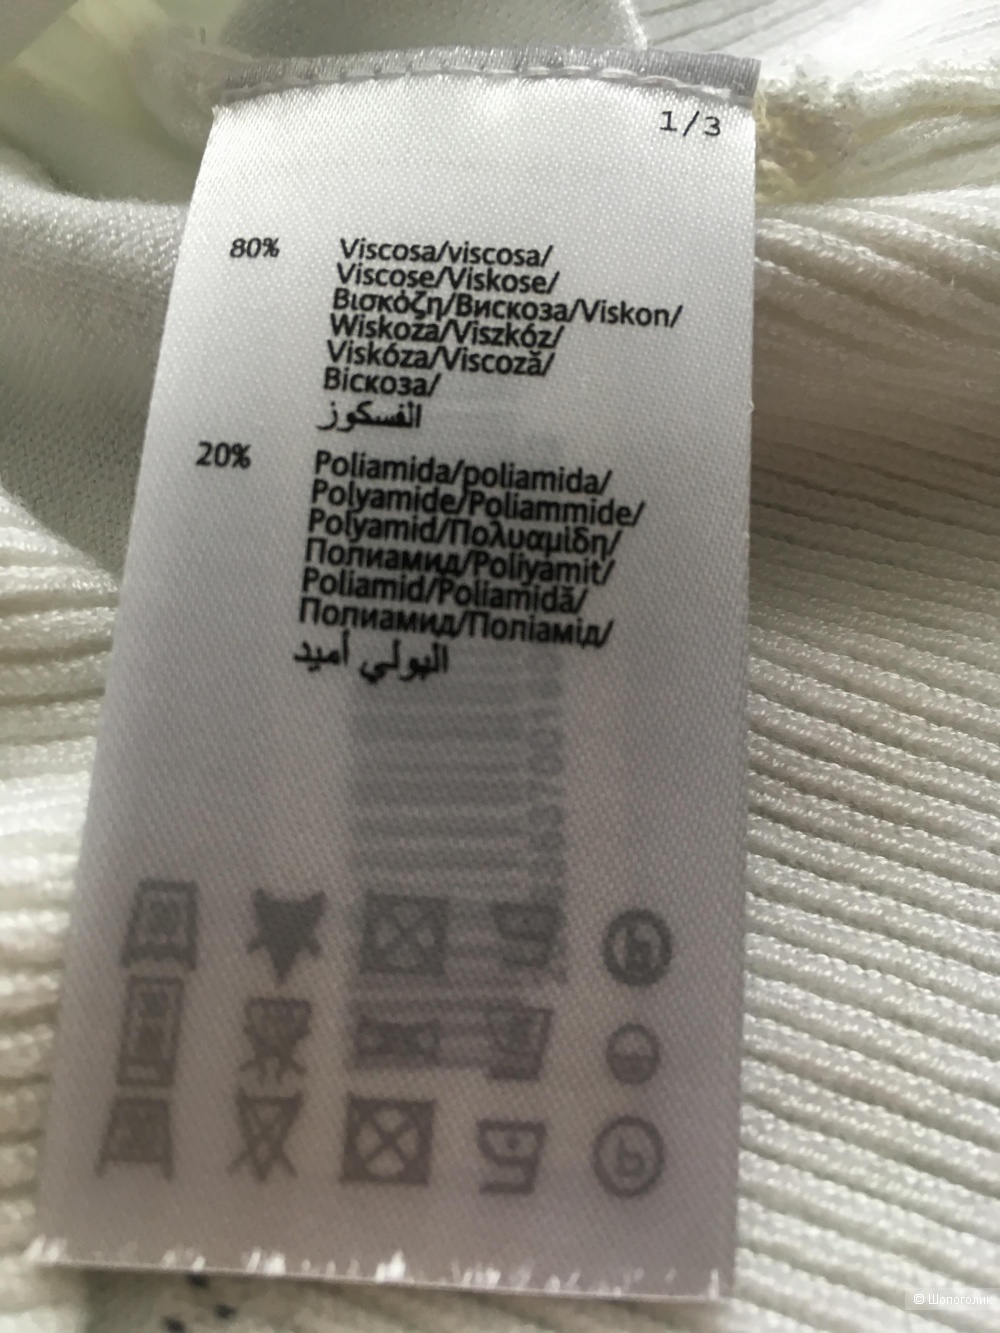 1/3
80% Viscosa/viscosa/
Viscose/Viskose/
Βισκόζη/Вискоза/Viskon/
Wiskoza/Viszkóz/
Viskóza/Viscoză/
Віскоза/
الفسكوز
20% Poliamida/poliamida/
Polyamide/Poliammide/
Polyamid/Πολυαμίδη/
Полиамид/Poliyamit/
Poliamid/Poliamidă/
Полиамид/Поліамід/
البولي أميد
© Шопоголик